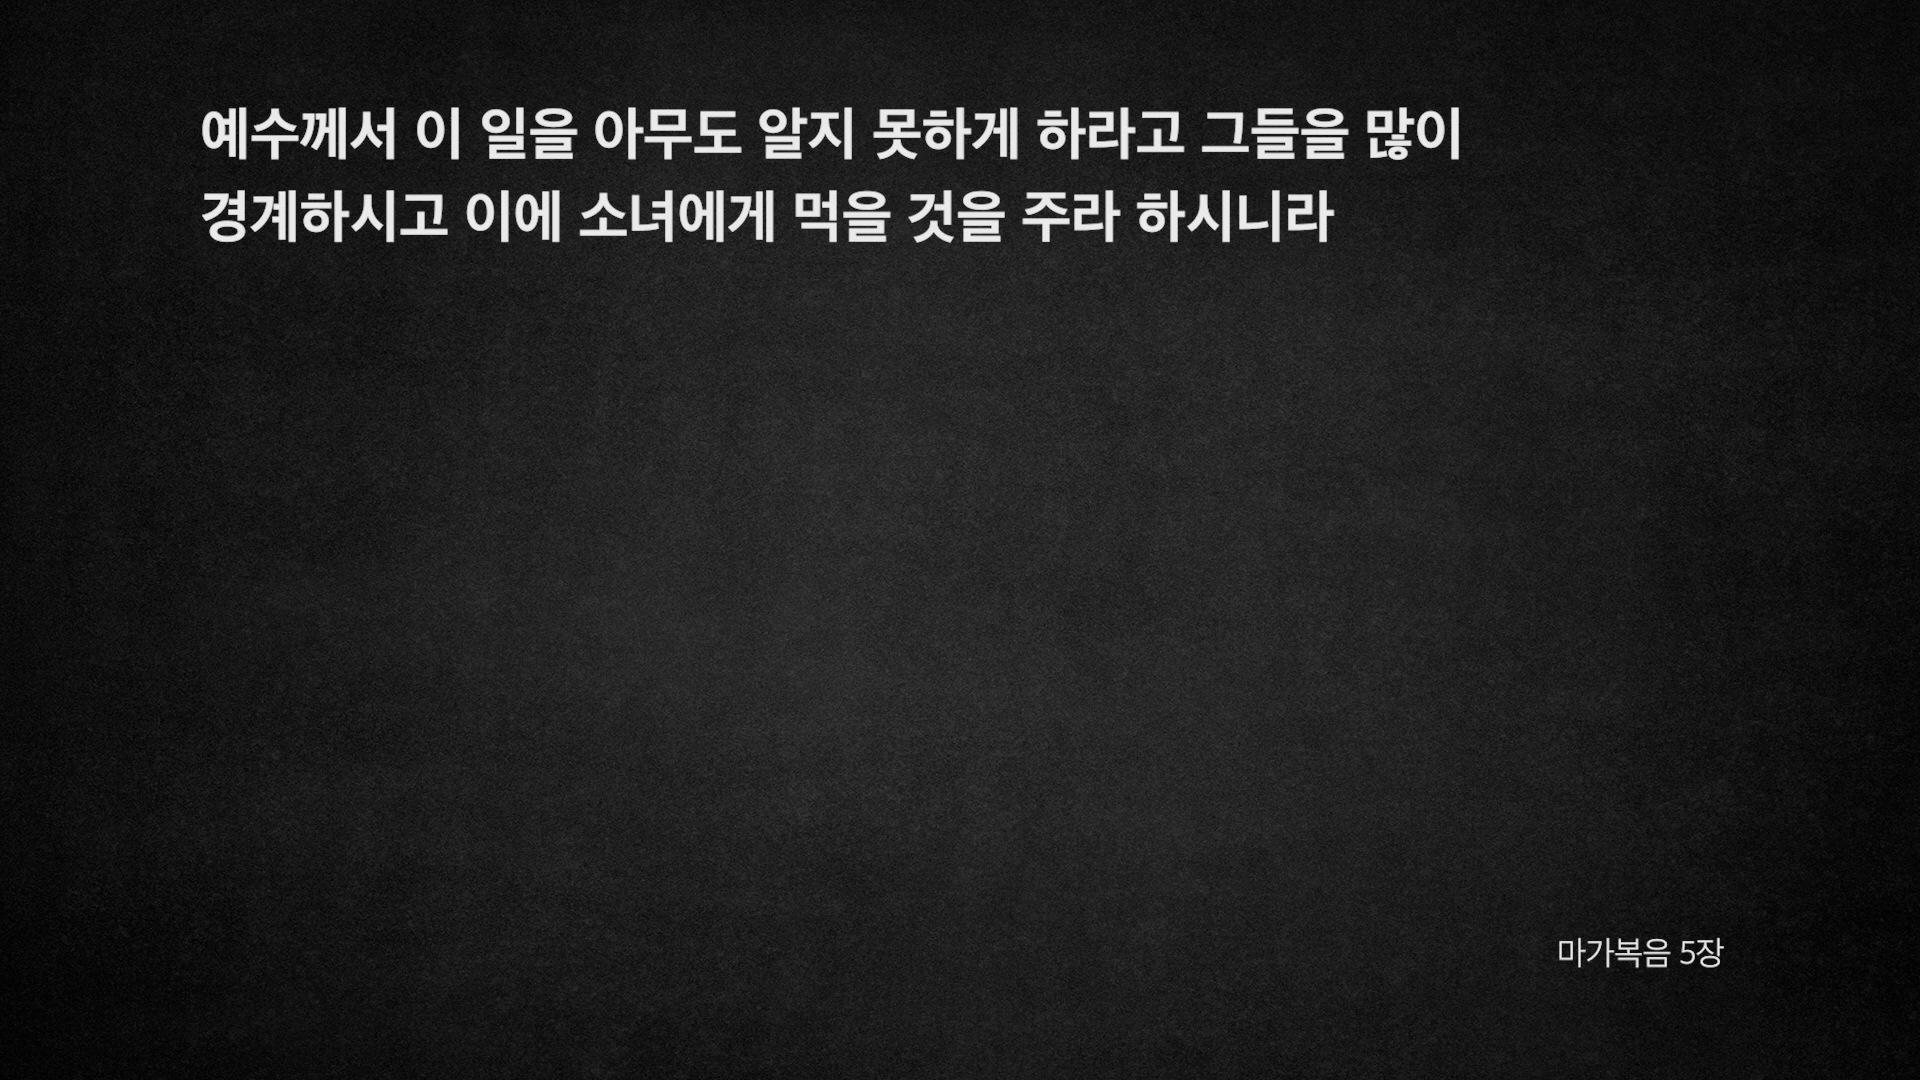 예수께서 이 일을 아무도 알지 못하게 하라고 그들을 많이
경계하시고 이에 소녀에게 먹을 것을 주라 하시니라
마가복음 5장